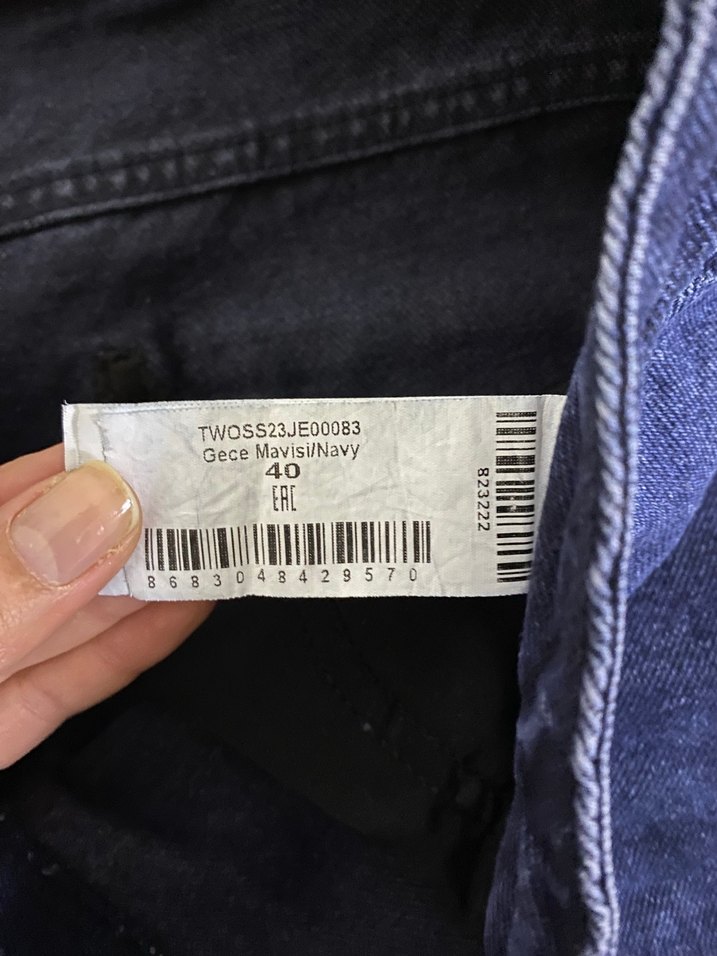 TWOSS23JE00083
Gece Mavisi/Navy
40
EAC
8683048429570
823222